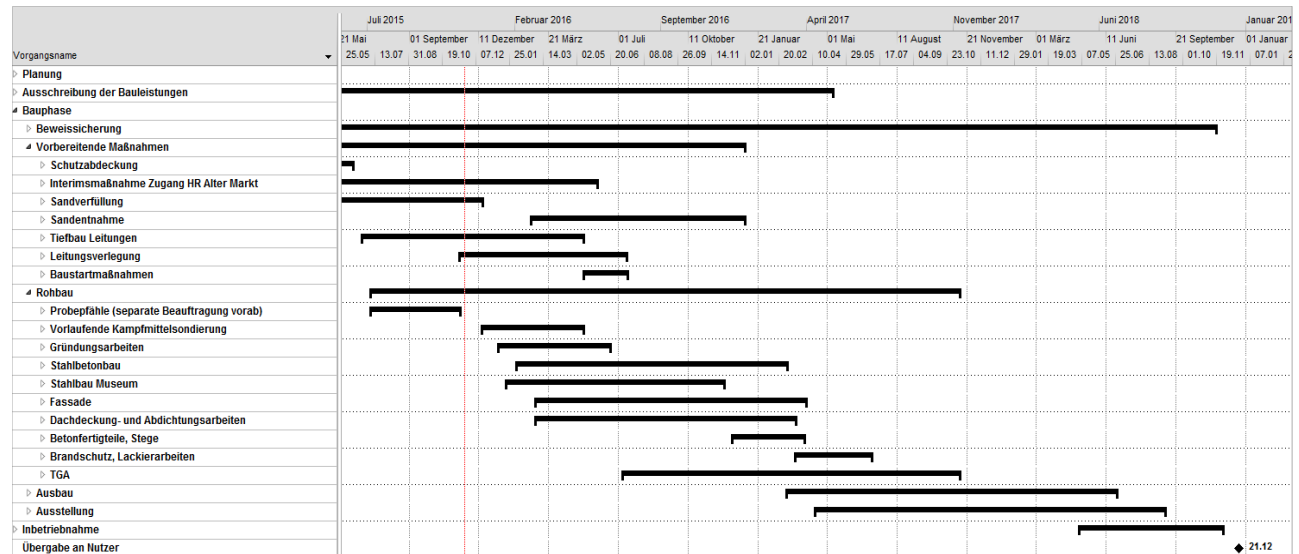 Juli 2015 Februar 2016 September 2016 April 2017 November 2017 Juni 2018 Januar 201
21 Mai 01 September 11 Dezember 21 März 01 Juli 11 Oktober 21 Januar 01 Mai 11 August 21 November 01 März 11 Juni 21 September 01 Januar
Vorgangsname 25.05 13.07 31.08 19.10 07.12 25.01 14.03 02.05 20.06 08.08 26.09 14.11 02.01 20.02 10.04 29.05 17.07 04.09 23.10 11.12 29.01 19.03 07.05 25.06 13.08 01.10 19.11 07.01 2
Planung
Ausschreibung der Bauleistungen
Bauphase
Beweissicherung
Vorbereitende Maßnahmen
Schutzabdeckung
Interimsmaßnahme Zugang HR Alter Markt
Sandverfüllung
Sandentnahme
Tiefbau Leitungen
Leitungsverlegung
Baustartmaßnahmen
Rohbau
Probepfähle (separate Beauftragung vorab)
Vorlaufende Kampfmittelsondierung
Gründungsarbeiten
Stahlbetonbau
Stahlbau Museum
Fassade
Dachdeckung- und Abdichtungsarbeiten
Betonfertigteile, Stege
Brandschutz, Lackierarbeiten
TGA
Ausbau
Ausstellung
Inbetriebnahme
Übergabe an Nutzer 21.12